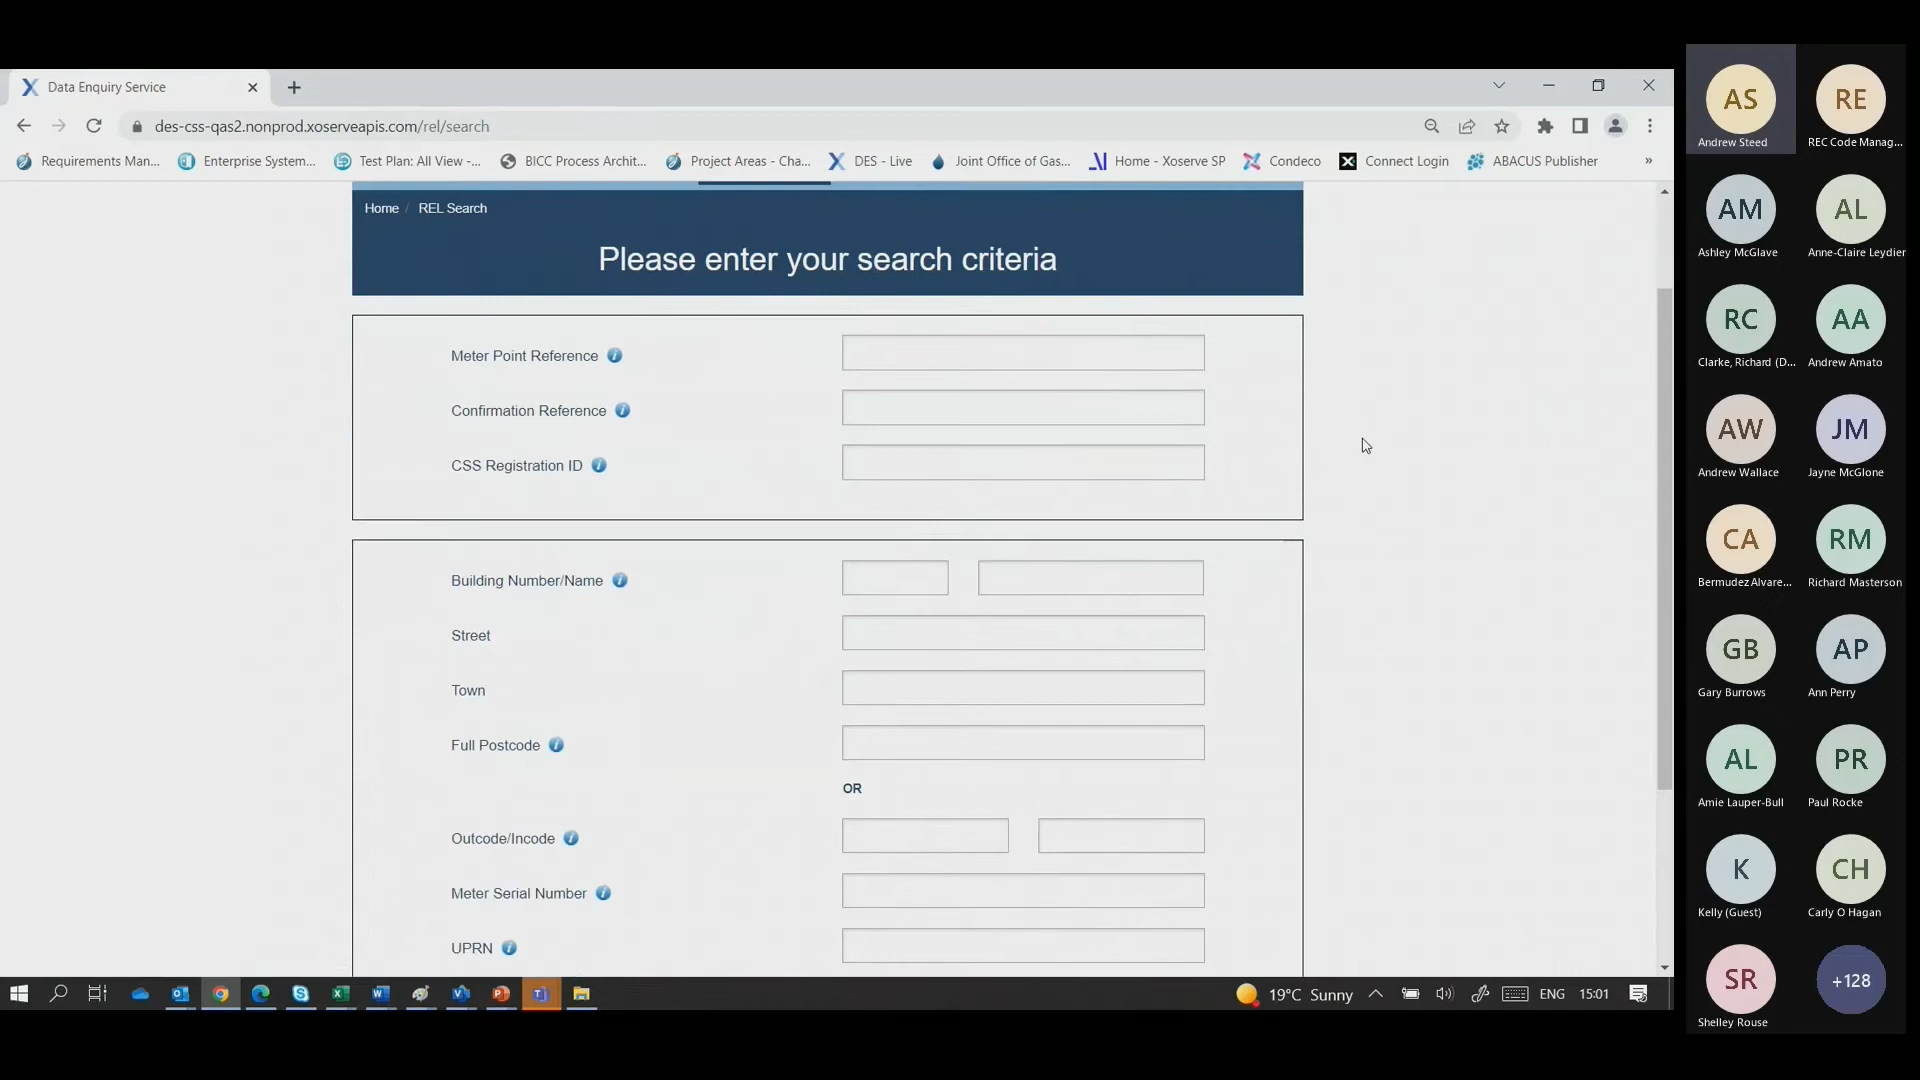 Data Enquiry Service
des-css-qas2.nonprod.xoserveapis.com/rel/search
Requirements Man... Enterprise System... Test Plan: All View -... BICC Process Archit... Project Areas - Cha... DES - Live Joint Office of Gas... Home - Xoserve SP Condeco Connect Login ABACUS Publisher »
Home / REL Search
Please enter your search criteria
Meter Point Reference
Confirmation Reference
CSS Registration ID
Building Number/Name
Street
Town
Full Postcode
OR
Outcode/Incode
Meter Serial Number
UPRN
19°C Sunny ENG 15:01
AS RE
Andrew Steed REC Code Manag...
AM AL
Ashley McGlave Anne-Claire Leydier
RC AA
Clarke, Richard (D... Andrew Amato
AW JM
Andrew Wallace Jayne McGlone
CA RM
Bermudez Alvare... Richard Masterson
GB AP
Gary Burrows Ann Perry
AL PR
Amie Lauper-Bull Paul Rocke
K CH
Kelly (Guest) Carly O Hagan
SR +128
Shelley Rouse